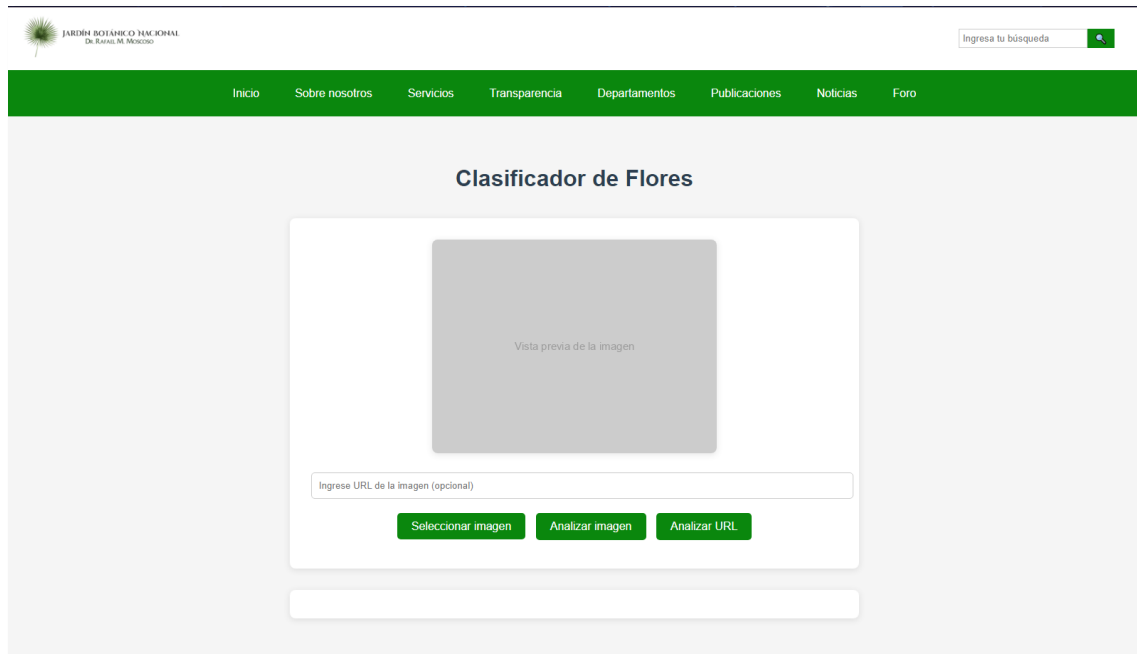 JARDÍN BOTÁNICO NACIONAL
DR. RAFAEL M. MOSCOSO
Ingresa tu búsqueda
Inicio Sobre nosotros Servicios Transparencia Departamentos Publicaciones Noticias Foro
Clasificador de Flores
Vista previa de la imagen
Ingrese URL de la imagen (opcional)
Seleccionar imagen Analizar imagen Analizar URL